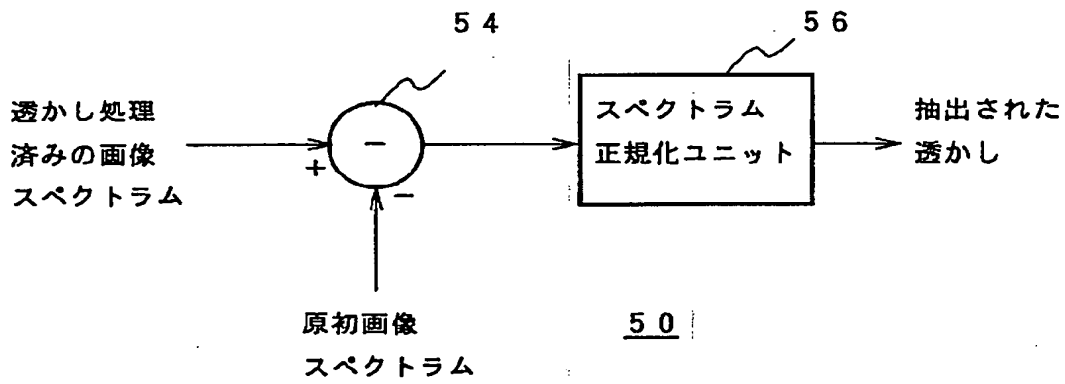 54
56
透かし処理
済みの画像
スペクトラム
+
-
-
スペクトラム
正規化ユニット
抽出された
透かし
原初画像
スペクトラム
50